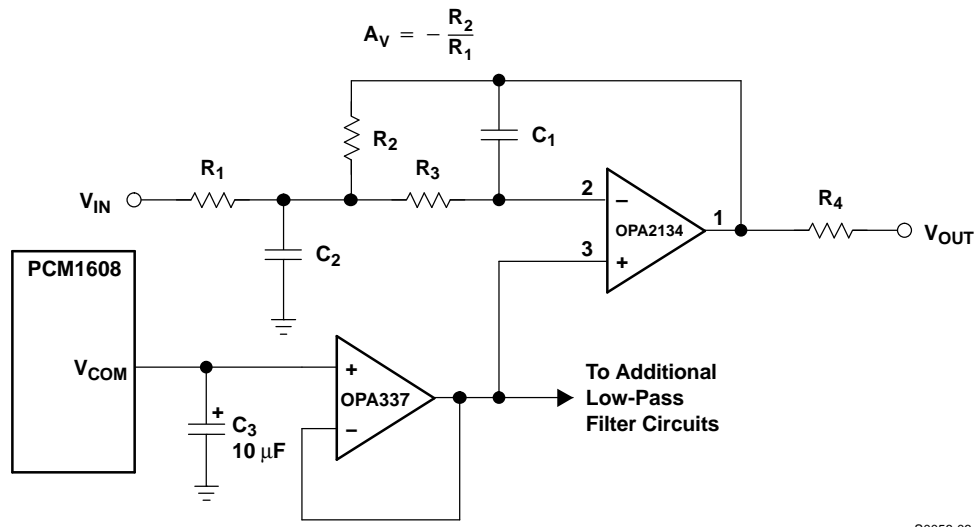 A_V = − R_2 / R_1
R_2
C_1
R_1
R_3
V_IN
2
−
OPA2134
1
R_4
V_OUT
3
+
C_2
PCM1608
V_COM
+
OPA337
−
To Additional
Low-Pass
Filter Circuits
+
C_3
10 μF